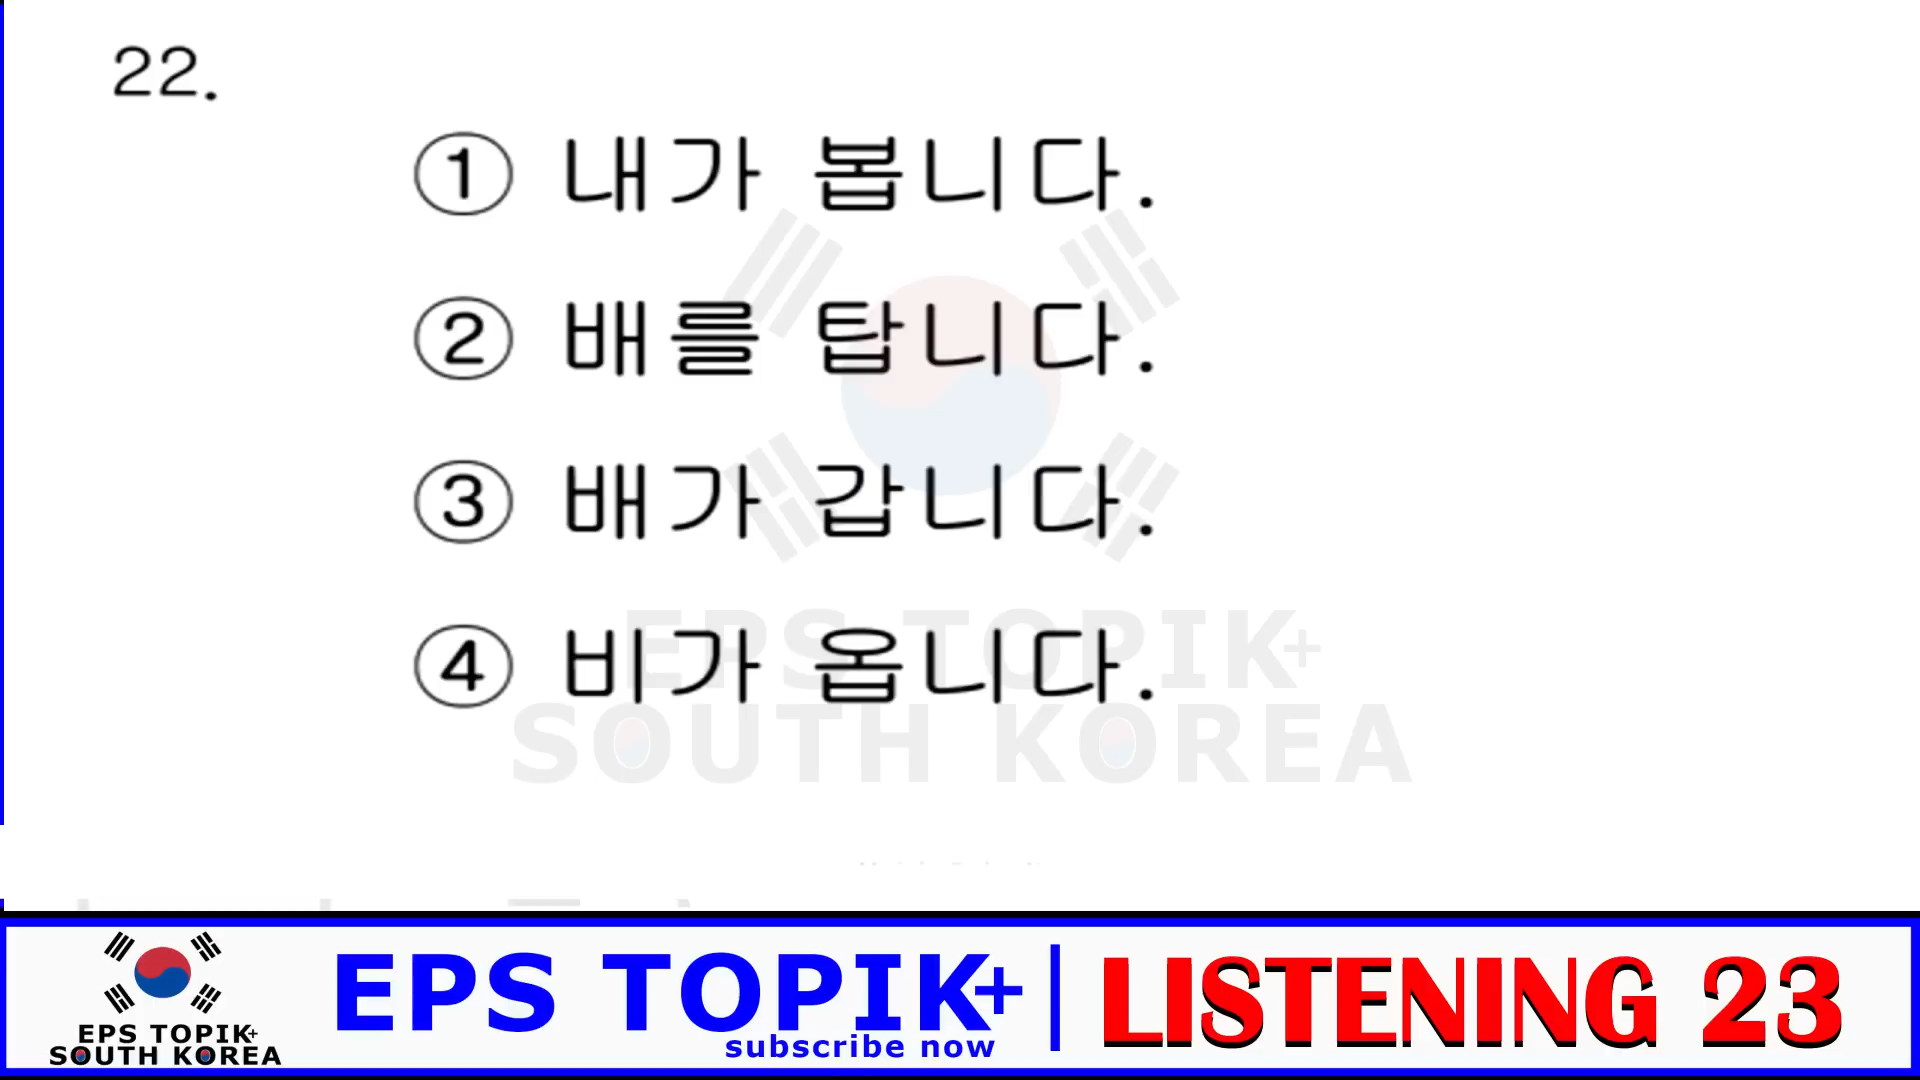 22.
① 내가 봅니다.
② 배를 탑니다.
③ 배가 갑니다.
④ 비가 옵니다.
EPS TOPIK+
SOUTH KOREA
EPS TOPIK+
SOUTH KOREA
EPS TOPIK+
subscribe now
LISTENING 23